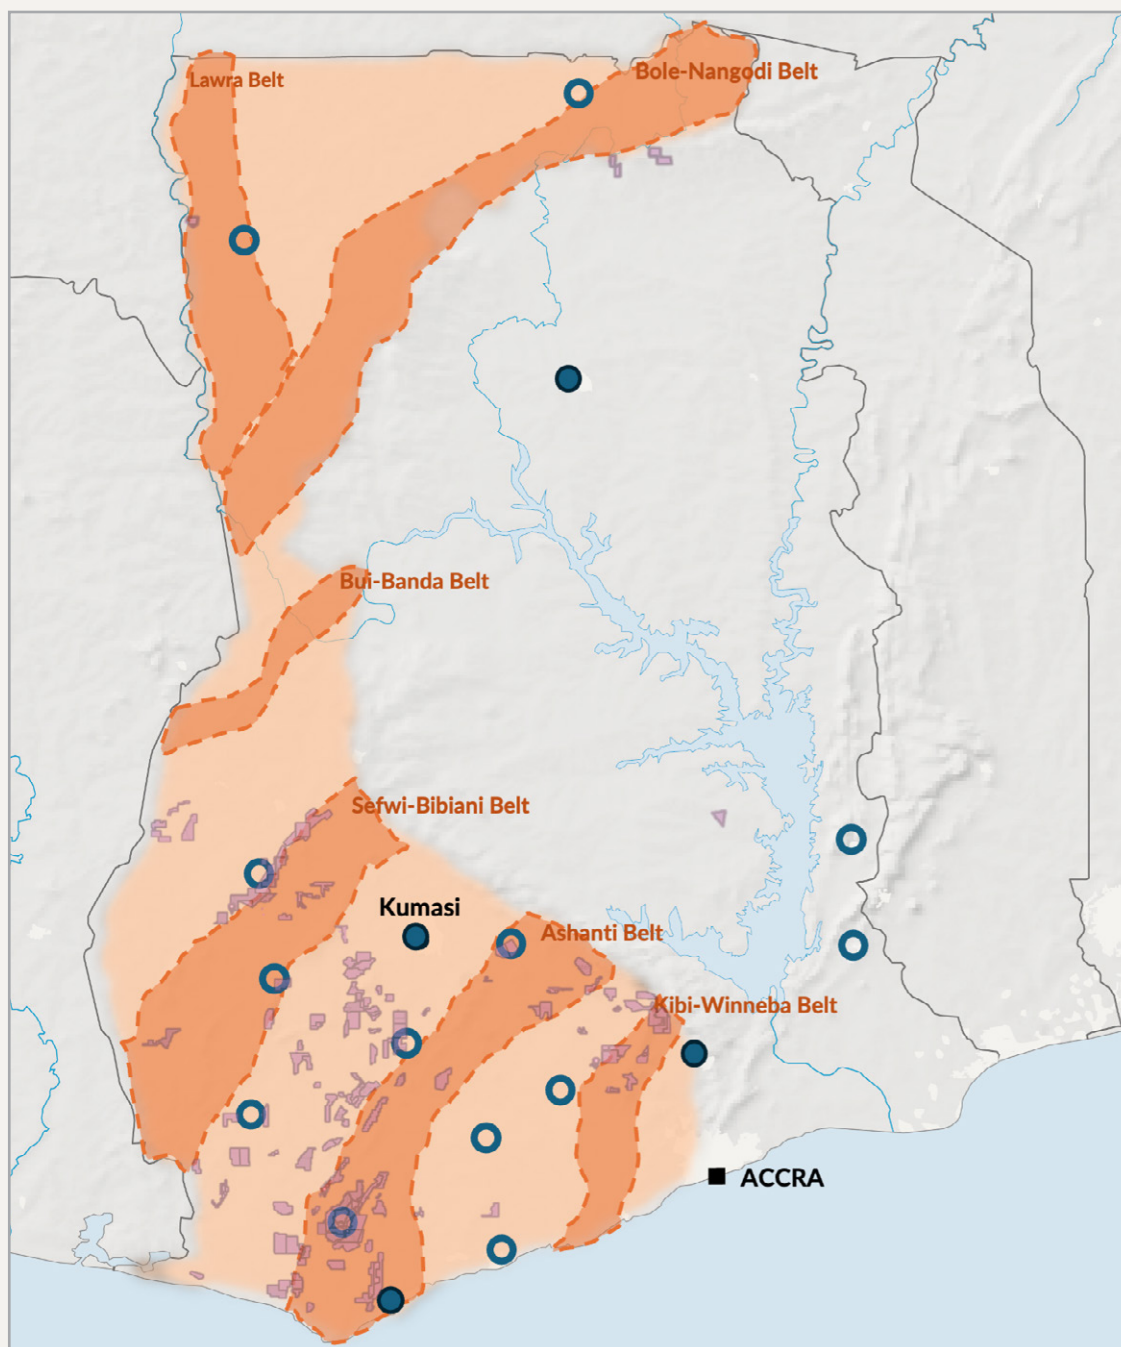 Lawra Belt
Bole-Nangodi Belt
Bui-Banda Belt
Sefwi-Bibiani Belt
Kumasi
Ashanti Belt
Kibi-Winneba Belt
ACCRA